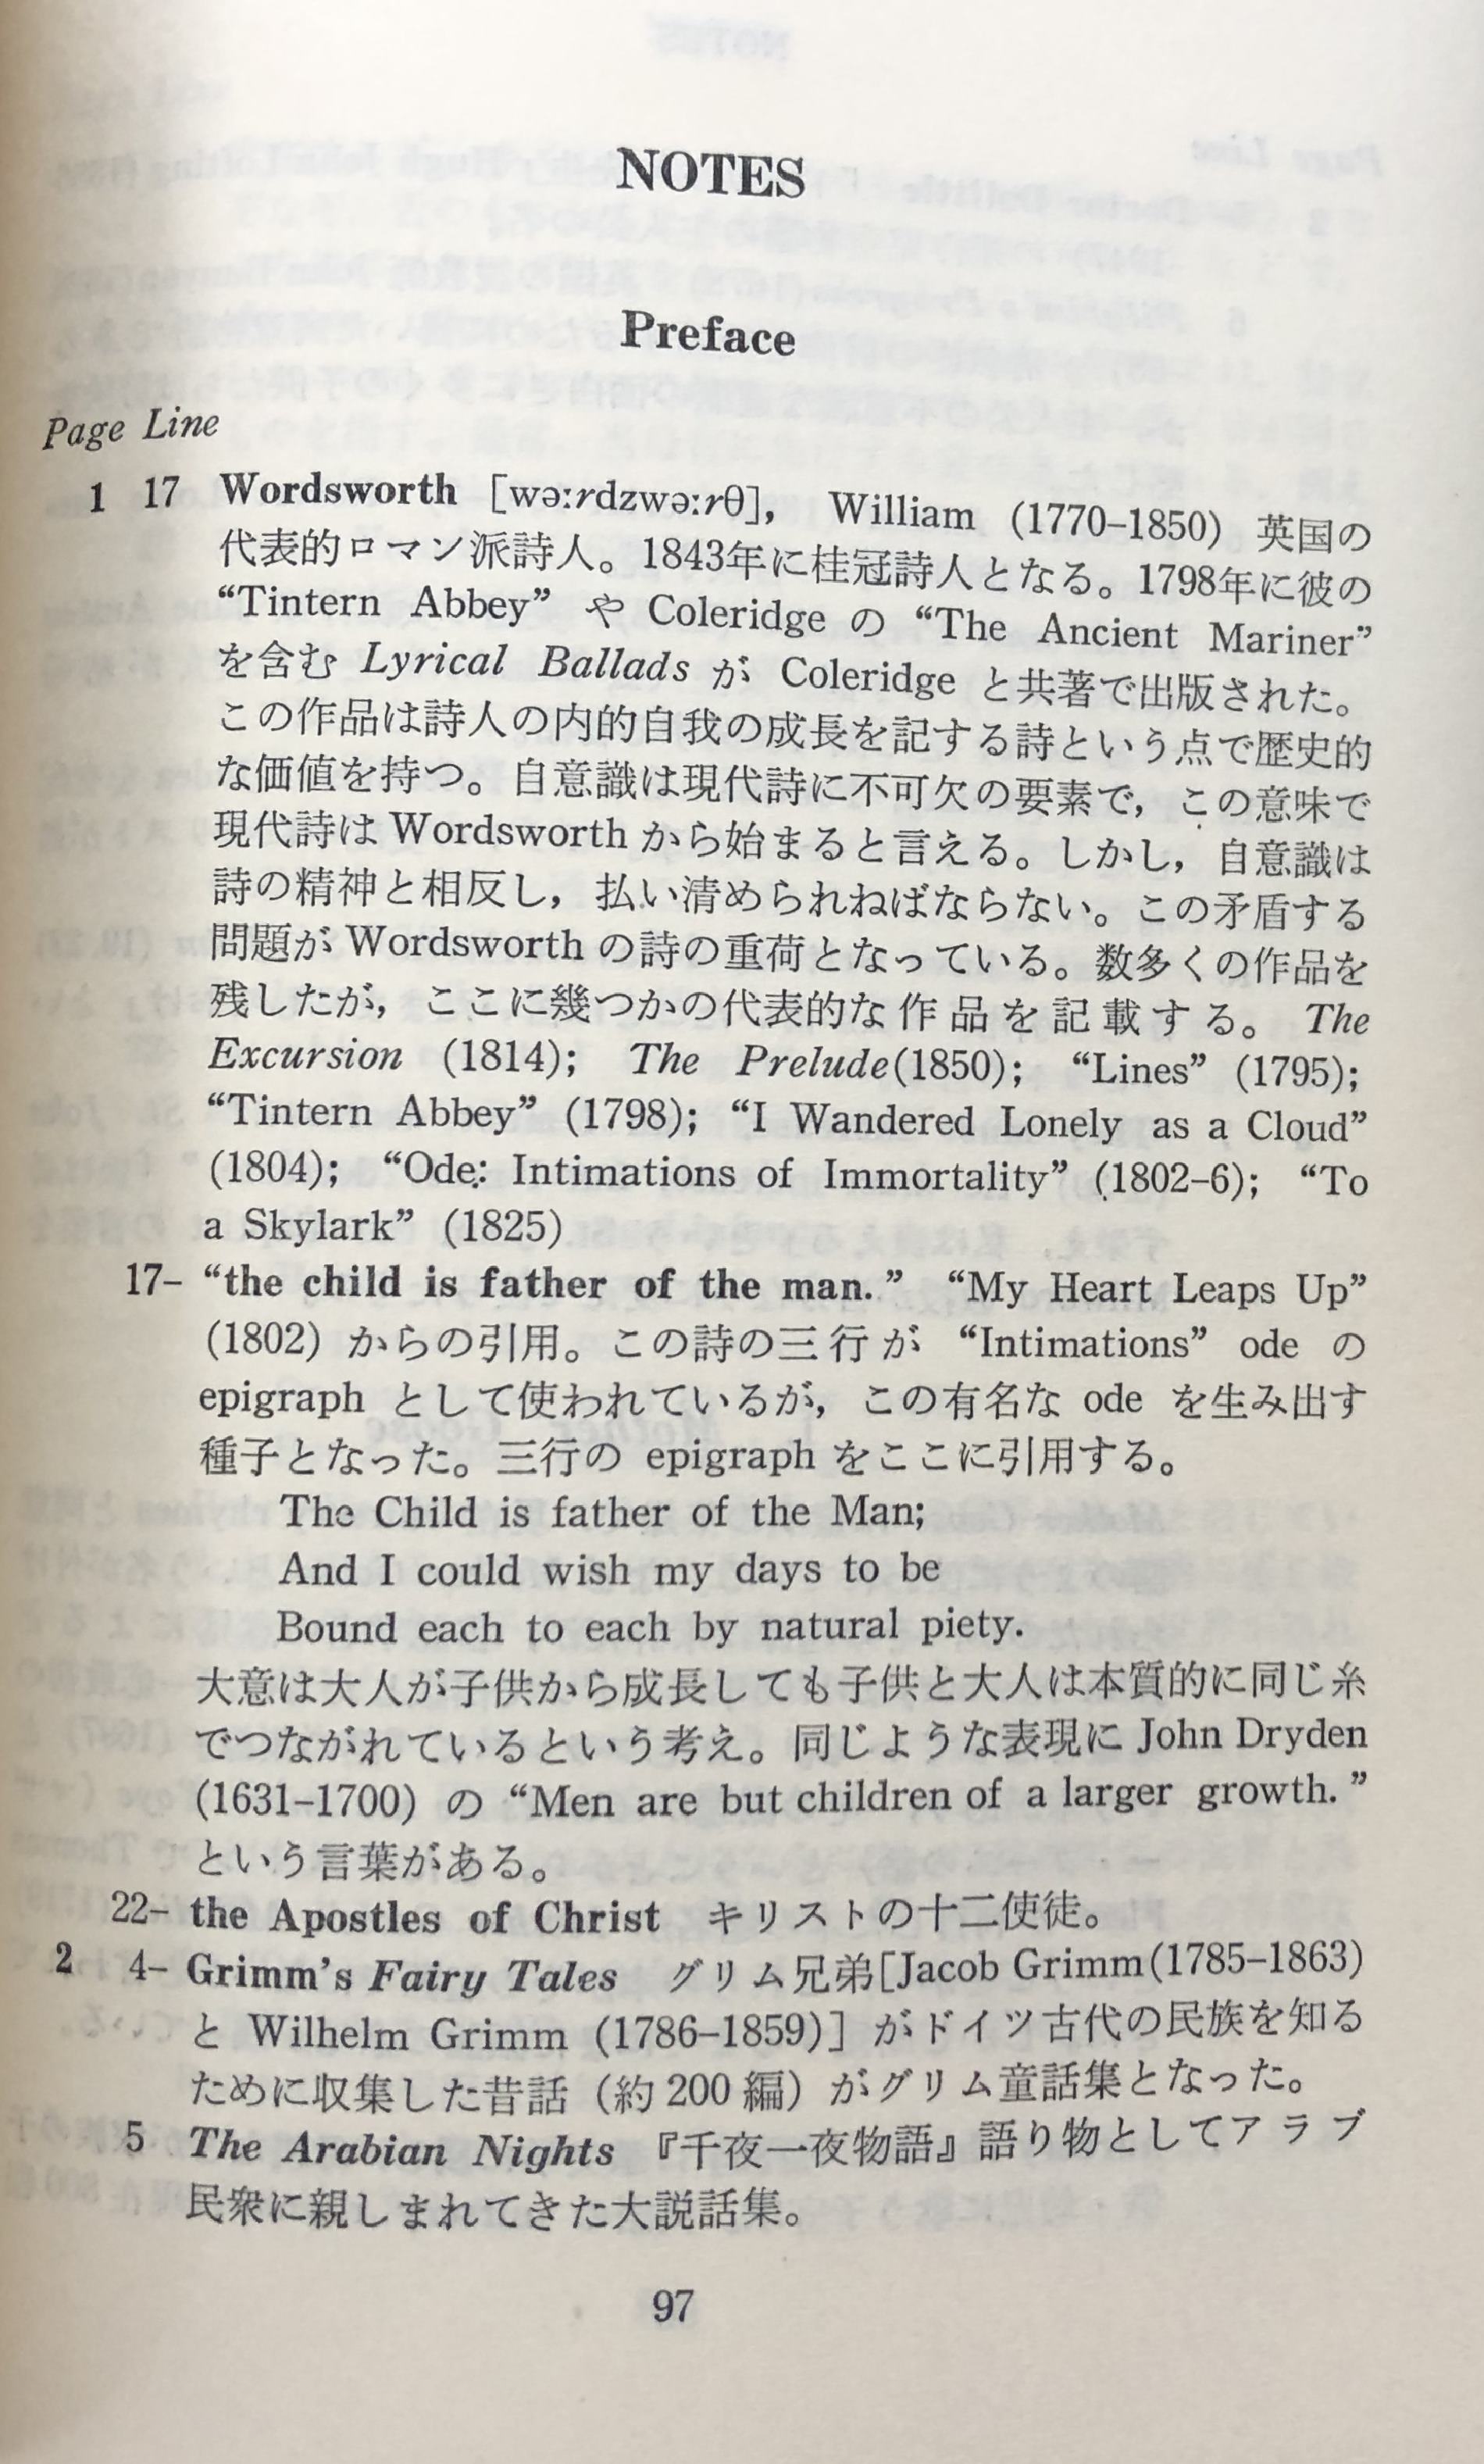 NOTES
Preface
Page Line
1 17 Wordsworth [wə:rdzwə:rθ], William (1770–1850) 英国の
代表的ロマン派詩人。1843年に桂冠詩人となる。1798年に彼の
“Tintern Abbey” や Coleridge の “The Ancient Mariner”
を含む Lyrical Ballads が Coleridge と共著で出版された。
この作品は詩人の内的自我の成長を記する詩という点で歴史的
な価値を持つ。自意識は現代詩に不可欠の要素で，この意味で
現代詩は Wordsworth から始まると言える。しかし，自意識は
詩の精神と相反し，払い清められねばならない。この矛盾する
問題が Wordsworth の詩の重荷となっている。数多くの作品を
残したが，ここに幾つかの代表的な作品を記載する。The
Excursion (1814); The Prelude(1850); “Lines” (1795);
“Tintern Abbey” (1798); “I Wandered Lonely as a Cloud”
(1804); “Ode: Intimations of Immortality” (1802–6); “To
a Skylark” (1825)
17– “the child is father of the man.” “My Heart Leaps Up”
(1802) からの引用。この詩の三行が “Intimations” ode の
epigraph として使われているが，この有名な ode を生み出す
種子となった。三行の epigraph をここに引用する。
The Child is father of the Man;
And I could wish my days to be
Bound each to each by natural piety.
大意は大人が子供から成長しても子供と大人は本質的に同じ糸
でつながれているという考え。同じような表現に John Dryden
(1631–1700) の “Men are but children of a larger growth.”
という言葉がある。
22– the Apostles of Christ キリストの十二使徒。
2 4– Grimm's Fairy Tales グリム兄弟[Jacob Grimm(1785–1863)
と Wilhelm Grimm (1786–1859)] がドイツ古代の民族を知る
ために収集した昔話（約200編）がグリム童話集となった。
5 The Arabian Nights 『千夜一夜物語』語り物としてアラブ
民衆に親しまれてきた大説話集。
97